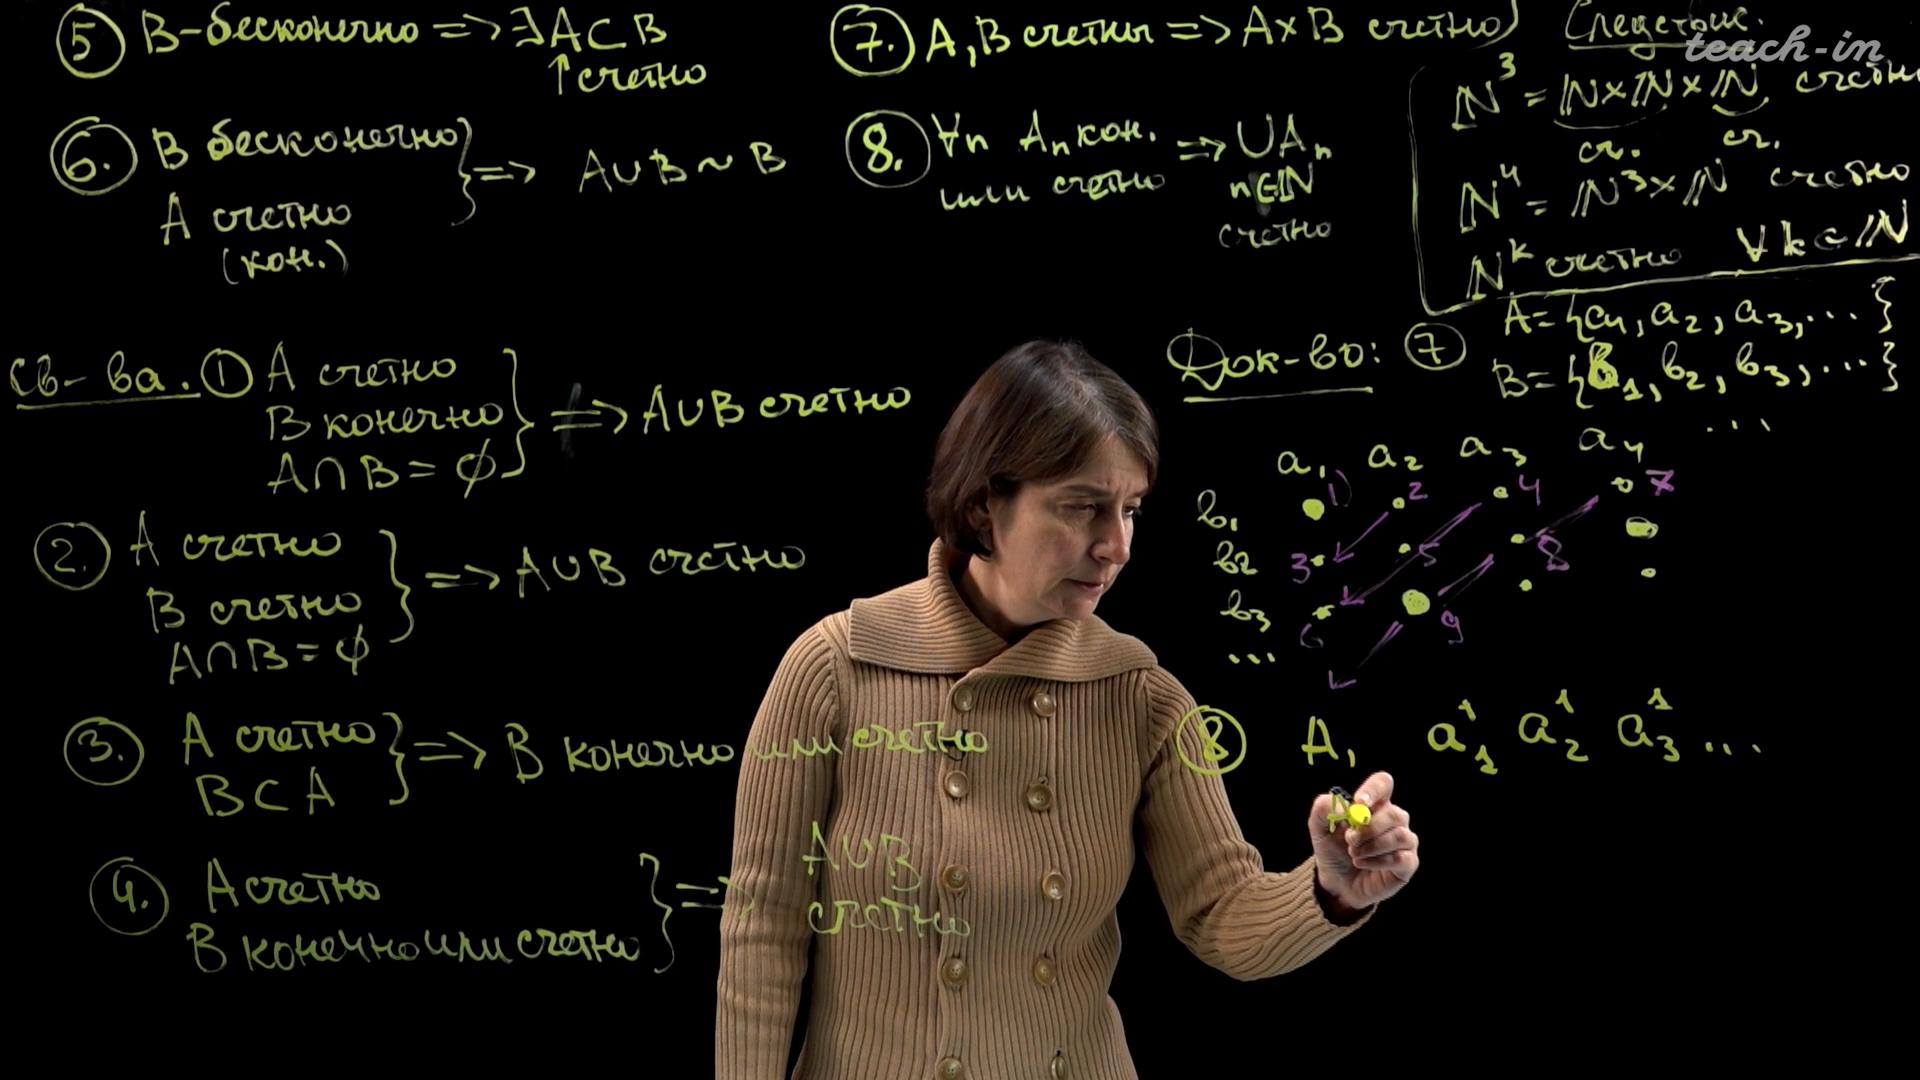 ⑤ В-бесконечно => ∃ A⊂B
↑счетно
⑥. В бесконечно } => A∪B ~ B
А счетно
(кон.)
⑦. A, B счетны => A×B счетно)
⑧. ∀n Aₙ кон. => ∪Aₙ
или счетно n∈ℕ
счетно
Следствие.
teach-in
ℕ³ = ℕ×ℕ×ℕ счетно
сч. сч.
ℕ⁴ = ℕ³×ℕ счетно
ℕᵏ счетно ∀k∈ℕ
Св-ва. ① А счетно
В конечно } => A∪B счетно
A∩B = ∅
②. А счетно
В счетно } => A∪B счетно
A∩B = ∅
③. А счетно } => В конечно или счетно
B⊂A
④. А счетно } => A∪B
В конечно или счетно счетно
Док-во: ⑦ A = {a₁, a₂, a₃, ... }
B = {b₁, b₂, b₃, ... }
a₁ a₂ a₃ a₄ ...
b₁ 1) 2 4 7
b₂ 3 5 8
b₃ 6 9
...
⑧ A₁ a₁¹ a₂¹ a₃¹ ...
A